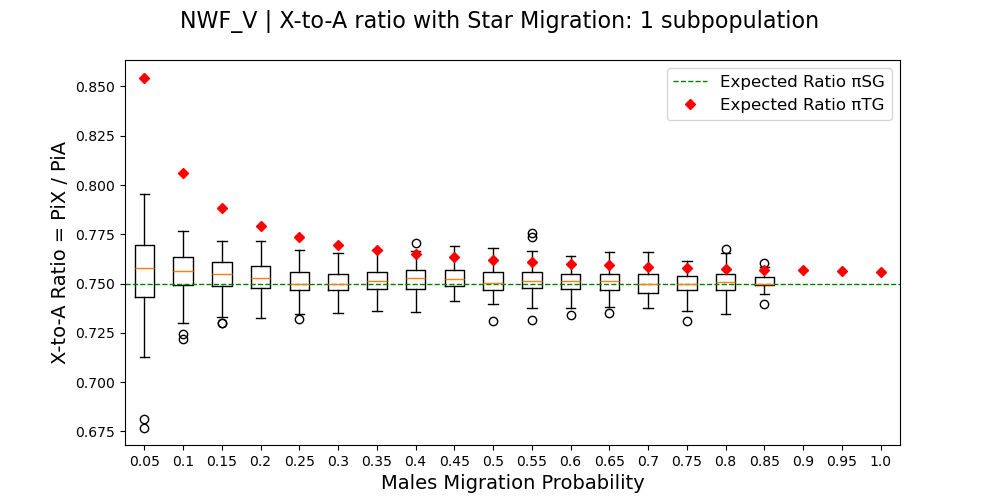 NWF_V | X-to-A ratio with Star Migration: 1 subpopulation
X-to-A Ratio = PiX / PiA
0.850
0.825
0.800
0.775
0.750
0.725
0.700
0.675
Expected Ratio πSG
Expected Ratio πTG
0.05 0.1 0.15 0.2 0.25 0.3 0.35 0.4 0.45 0.5 0.55 0.6 0.65 0.7 0.75 0.8 0.85 0.9 0.95 1.0
Males Migration Probability